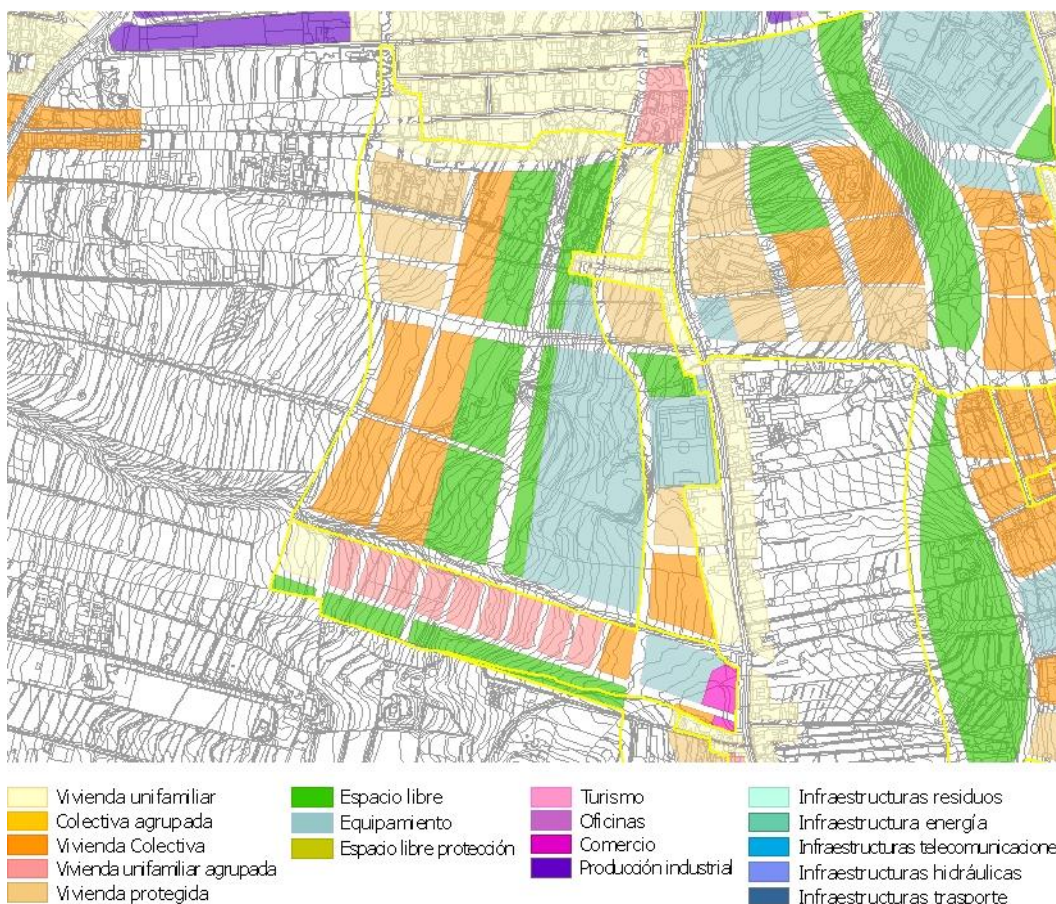 Vivienda unifamiliar
Colectiva agrupada
Vivienda Colectiva
Vivienda unifamiliar agrupada
Vivienda protegida
Espacio libre
Equipamiento
Espacio libre protección
Turismo
Oficinas
Comercio
Producción industrial
Infraestructuras residuos
Infraestructura energía
Infraestructuras telecomunicacione
Infraestructuras hidráulicas
Infraestructuras trasporte